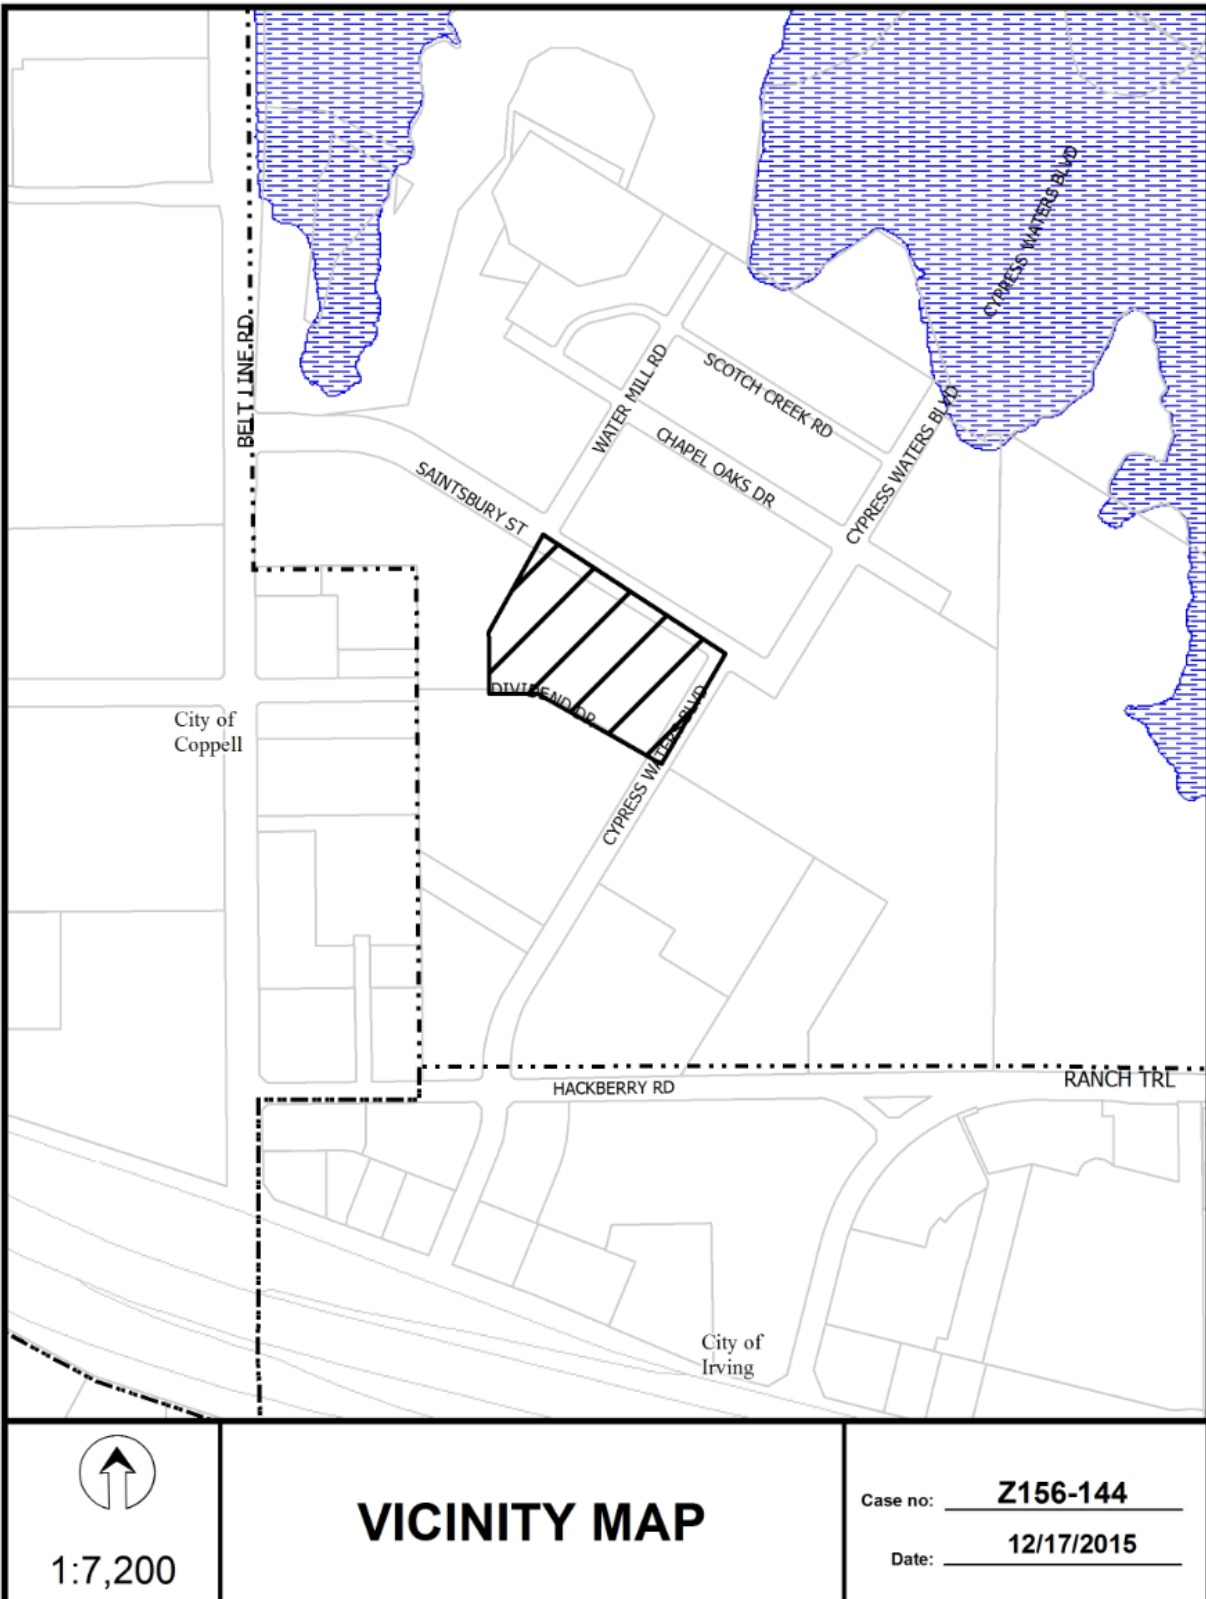 CYPRESS WATERS BLVD
BELT LINE RD
WATER MILL RD
SCOTCH CREEK RD
CYPRESS WATERS BLVD
CHAPEL OAKS DR
SAINTSBURY ST
DIVIDEND DR
CYPRESS WATERS BLVD
City of
Coppell
HACKBERRY RD
RANCH TRL
City of
Irving
1:7,200
VICINITY MAP
Case no: Z156-144
Date: 12/17/2015